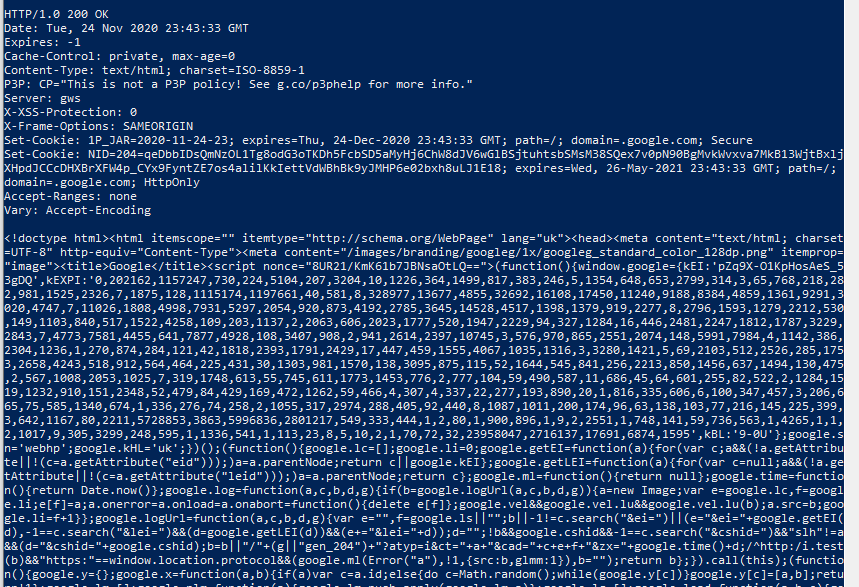 HTTP/1.0 200 OK
Date: Tue, 24 Nov 2020 23:43:33 GMT
Expires: -1
Cache-Control: private, max-age=0
Content-Type: text/html; charset=ISO-8859-1
P3P: CP="This is not a P3P policy! See g.co/p3phelp for more info."
Server: gws
X-XSS-Protection: 0
X-Frame-Options: SAMEORIGIN
Set-Cookie: 1P_JAR=2020-11-24-23; expires=Thu, 24-Dec-2020 23:43:33 GMT; path=/; domain=.google.com; Secure
Set-Cookie: NID=204=qeDbbIDsQmNzOL1Tg8odG3oTKDh5FcbSD5aMyHj6ChW8dJV6wGlBSjtuhtsbSMsM38SQex7v0pN90BgMvkWvxva7MkB13WjtBxlj
XHpdJCCcDHXBrXFW4p_CYx9FyntZE7os4alilKkIettVdWBhBk9yJMHP6e02bxh8uLJ1E18; expires=Wed, 26-May-2021 23:43:33 GMT; path=/;
domain=.google.com; HttpOnly
Accept-Ranges: none
Vary: Accept-Encoding
<!doctype html><html itemscope="" itemtype="http://schema.org/WebPage" lang="uk"><head><meta content="text/html; charset
=UTF-8" http-equiv="Content-Type"><meta content="/images/branding/googleg/1x/googleg_standard_color_128dp.png" itemprop=
"image"><title>Google</title><script nonce="8UR21/KmK61b7JBNsaOtLQ==">(function(){window.google={kEI:'pZq9X-O1KpHosAeS_5
3gDQ',kEXPI:'0,202162,1157247,730,224,5104,207,3204,10,1226,364,1499,817,383,246,5,1354,648,653,2799,314,3,65,768,218,28
2,981,1525,2326,7,1875,128,1115174,1197661,40,581,8,328977,13677,4855,32692,16108,17450,11240,9188,8384,4859,1361,9291,3
020,4747,7,11026,1808,4998,7931,5297,2054,920,873,4192,2785,3645,14528,4517,1398,1379,919,2277,8,2796,1593,1279,2212,530
,149,1103,840,517,1522,4258,109,203,1137,2,2063,606,2023,1777,520,1947,2229,94,327,1284,16,446,2481,2247,1812,1787,3229,
2843,7,4773,7581,4455,641,7877,4928,108,3407,908,2,941,2614,2397,10745,3,576,970,865,2551,2074,148,5991,7984,4,1142,386,
2304,1236,1,270,874,284,121,42,1818,2393,1791,2429,17,447,459,1555,4067,1035,1316,3,3280,1421,5,69,2103,512,2526,285,175
3,2658,4243,518,912,564,464,225,431,30,1303,981,1570,138,3095,875,115,52,1644,545,841,256,2213,850,1456,637,1494,130,475
,2,567,1008,2053,1025,7,319,1748,613,55,745,611,1773,1453,776,2,777,104,59,490,587,11,686,45,64,601,255,82,522,2,1284,15
19,1232,910,151,2348,52,479,84,429,169,472,1262,59,466,4,307,4,337,22,277,193,890,20,1,816,335,606,6,100,347,457,3,206,6
65,75,585,1340,674,1,336,276,74,258,2,1055,317,2974,288,405,92,440,8,1087,1011,200,174,96,63,138,103,77,216,145,225,399,
3,642,1167,80,2211,5728853,3863,5996836,2801217,549,333,444,1,2,80,1,900,896,1,9,2,2551,1,748,141,59,736,563,1,4265,1,1,
2,1017,9,305,3299,248,595,1,1336,541,1,113,23,8,5,10,2,1,70,72,32,23958047,2716137,17691,6874,1595',kBL:'9-0U'};google.s
n='webhp';google.kHL='uk';})();(function(){google.lc=[];google.li=0;google.getEI=function(a){for(var c;a&&(!a.getAttribu
te||!(c=a.getAttribute("eid")));)a=a.parentNode;return c||google.kEI};google.getLEI=function(a){for(var c=null;a&&(!a.ge
tAttribute||!(c=a.getAttribute("leid")));)a=a.parentNode;return c};google.ml=function(){return null};google.time=functio
n(){return Date.now()};google.log=function(a,c,b,d,g){if(b=google.logUrl(a,c,b,d,g)){a=new Image;var e=google.lc,f=googl
e.li;e[f]=a;a.onerror=a.onload=a.onabort=function(){delete e[f]};google.vel&&google.vel.lu&&google.vel.lu(b);a.src=b;goo
gle.li=f+1}};google.logUrl=function(a,c,b,d,g){var e="",f=google.ls||"";b||-1!=c.search("&ei=")||(e="&ei="+google.getEI(
d),-1==c.search("&lei=")&&(d=google.getLEI(d))&&(e+="&lei="+d));d="";!b&&google.cshid&&-1==c.search("&cshid=")&&"slh"!=a
&&(d="&cshid="+google.cshid);b=b||"/"+(g||"gen_204")+"?atyp=i&ct="+a+"&cad="+c+e+f+"&zx="+google.time()+d;/^http:/i.test
(b)&&"https:"==window.location.protocol&&(google.ml(Error("a"),!1,{src:b,glmm:1}),b="");return b};}).call(this);(functio
n(){google.y={};google.x=function(a,b){if(a)var c=a.id;else{do c=Math.random();while(google.y[c])}google.y[c]=[a,b];retu